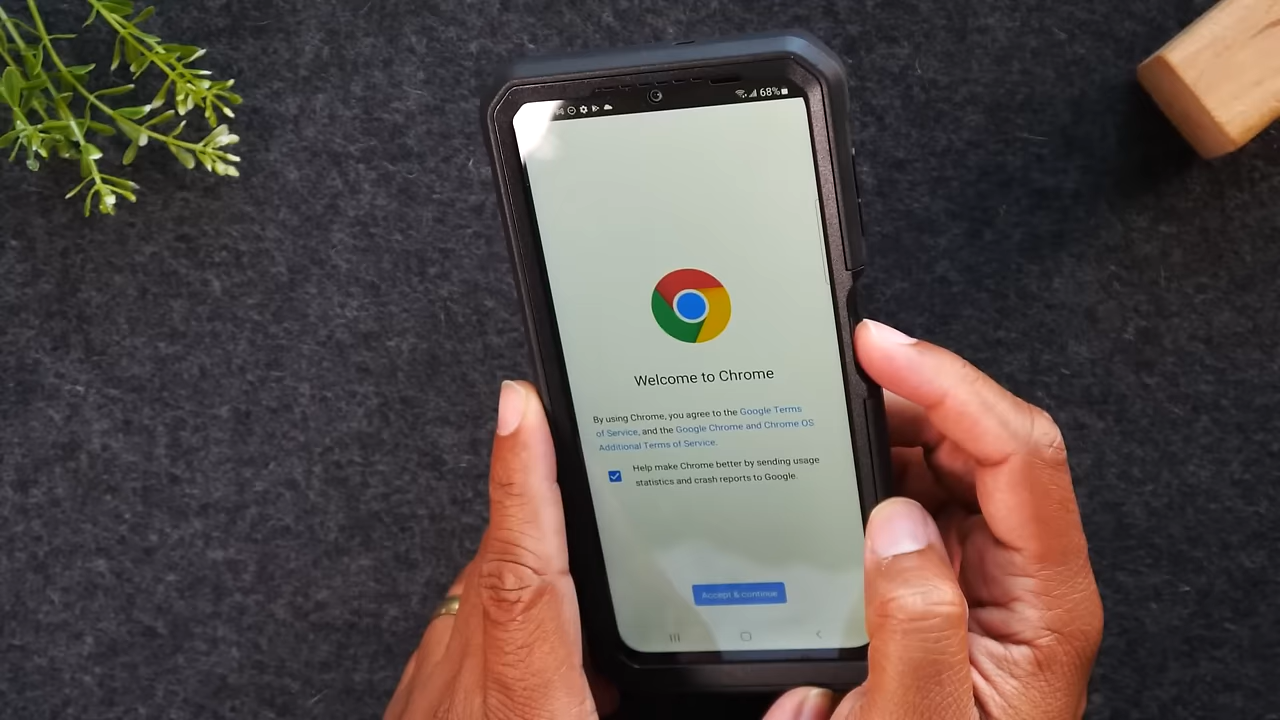 68%
Welcome to Chrome
By using Chrome, you agree to the Google Terms
of Service, and the Google Chrome and Chrome OS
Additional Terms of Service.
Help make Chrome better by sending usage
statistics and crash reports to Google.
Accept & continue